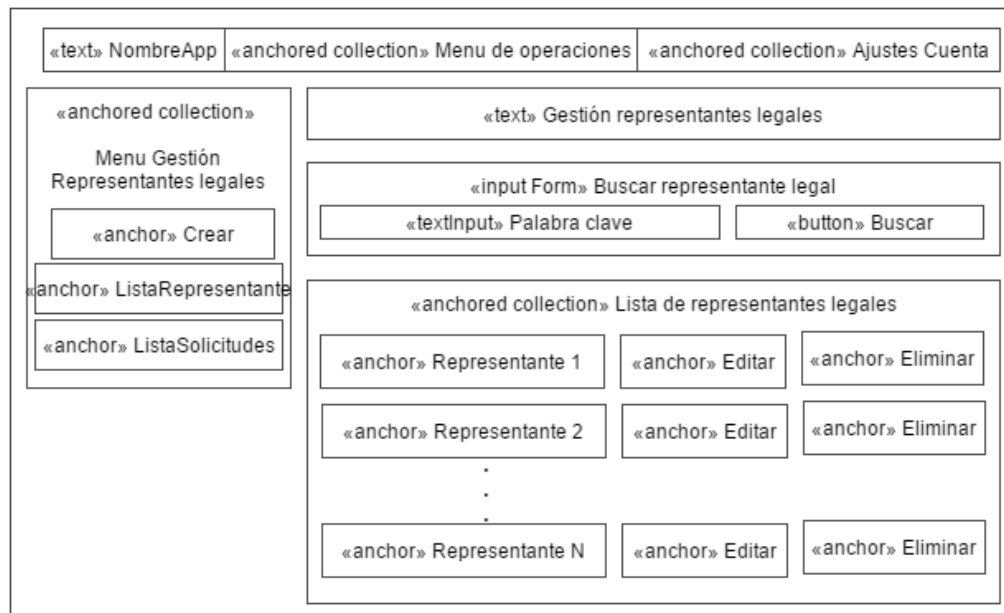 «text» NombreApp «anchored collection» Menu de operaciones «anchored collection» Ajustes Cuenta
«anchored collection»
Menu Gestión
Representantes legales
«anchor» Crear
«anchor» ListaRepresentante
«anchor» ListaSolicitudes
«text» Gestión representantes legales
«input Form» Buscar representante legal
«textInput» Palabra clave «button» Buscar
«anchored collection» Lista de representantes legales
«anchor» Representante 1 «anchor» Editar «anchor» Eliminar
«anchor» Representante 2 «anchor» Editar «anchor» Eliminar
.
.
.
«anchor» Representante N «anchor» Editar «anchor» Eliminar